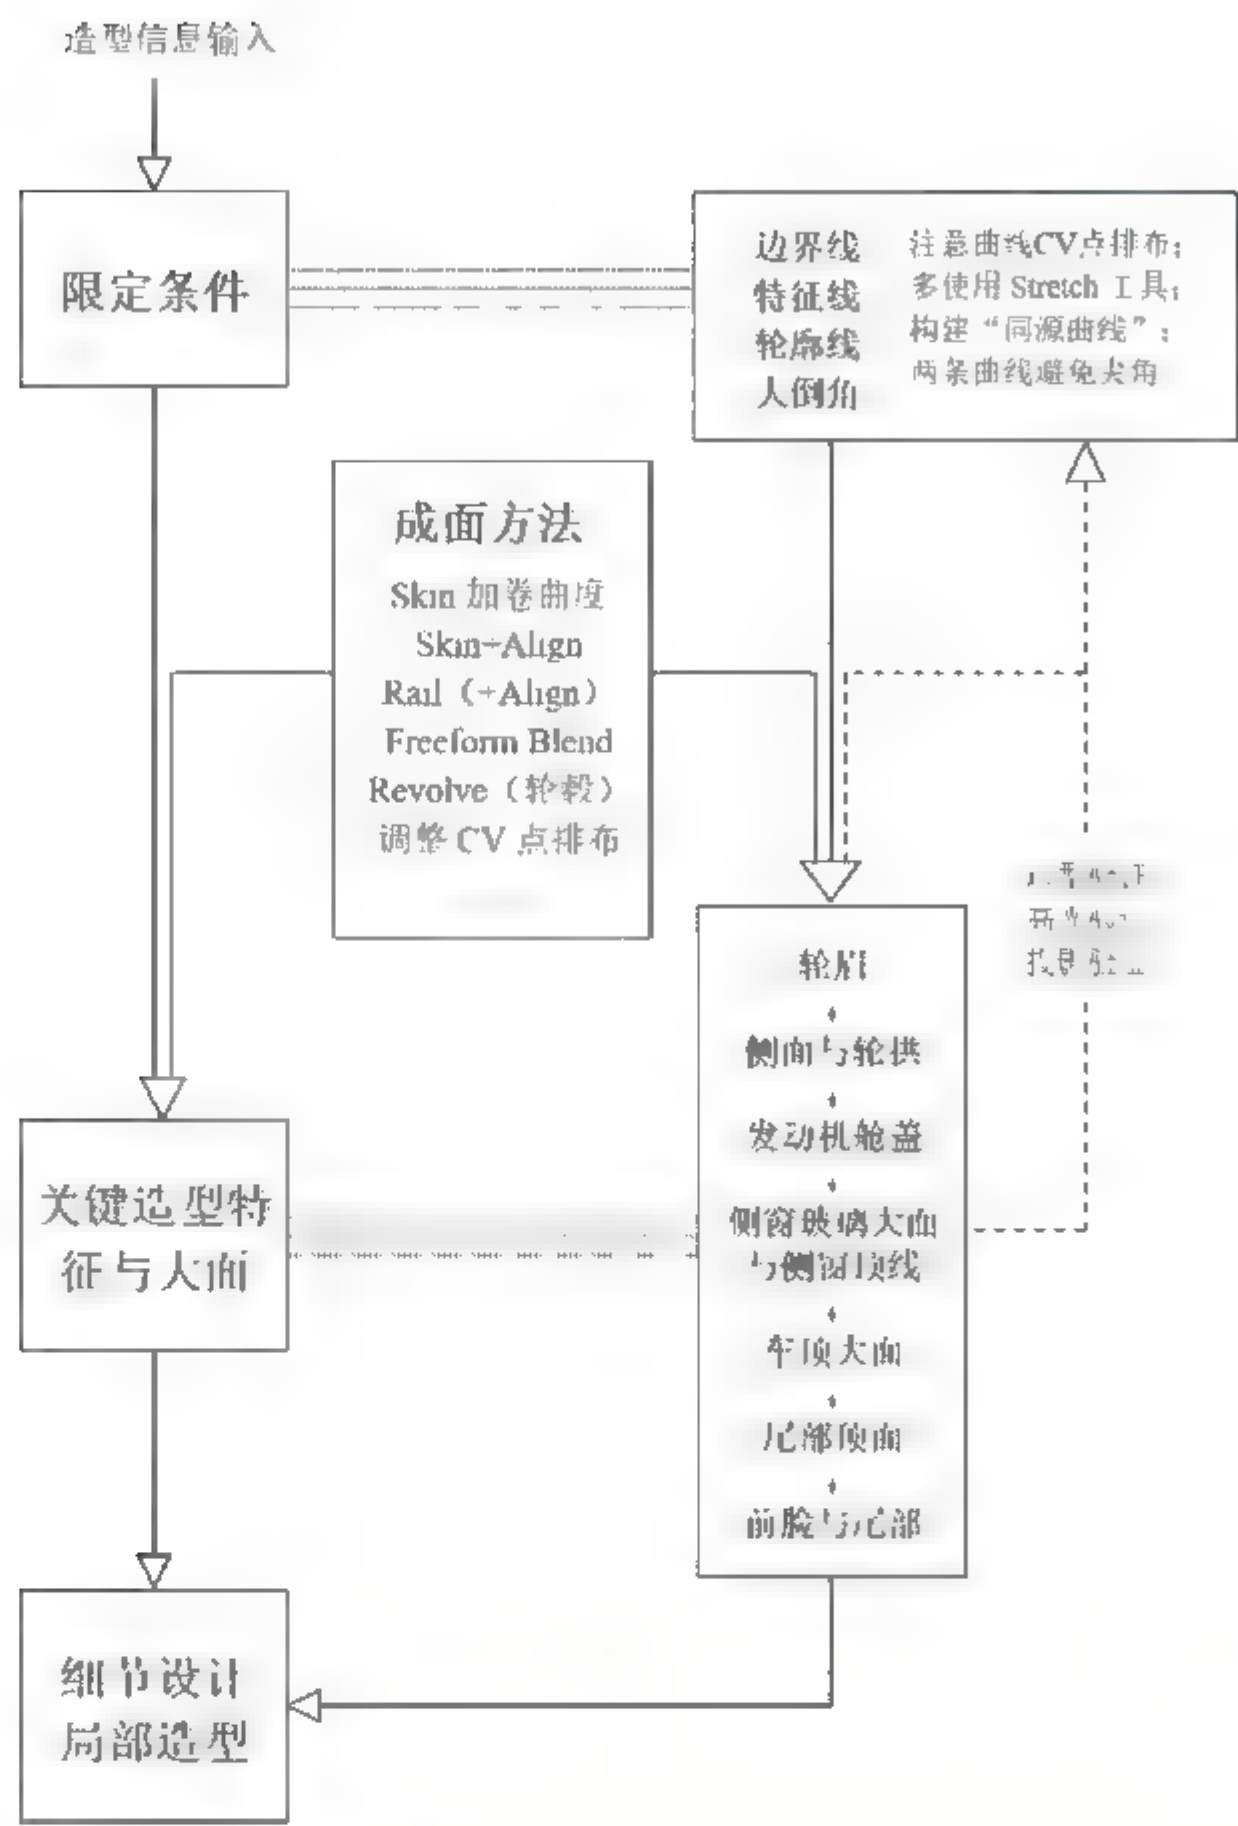 造型信息输入
限定条件
边界线
特征线
轮廓线
大倒角
注意曲线CV点排布；
多使用 Stretch 工具；
构建“同源曲线”；
两条曲线避免尖角
成面方法
Skin 加卷曲度
Skin+Align
Rail（+Align）
Freeform Blend
Revolve（轮毂）
调整 CV 点排布
轮眉
侧面与轮拱
发动机舱盖
侧窗玻璃大面
与侧窗顶线
车顶大面
尾部顶面
前脸与尾部
关键造型特
征与大面
细节设计
局部造型